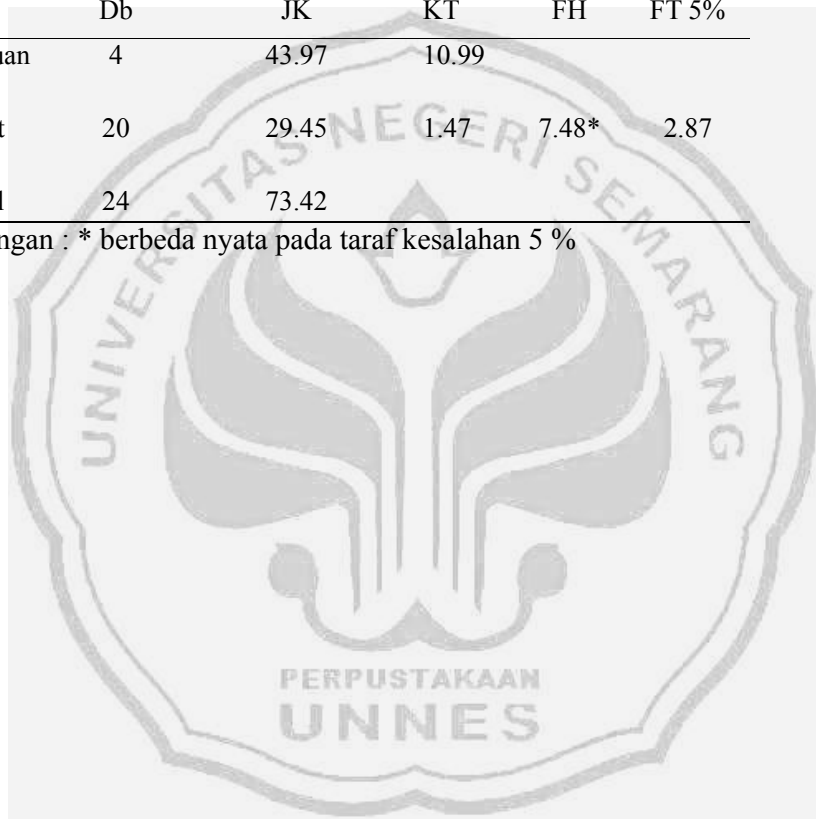 Db JK KT FH FT 5%
uan 4 43.97 10.99
t 20 29.45 1.47 7.48* 2.87
l 24 73.42
ngan : * berbeda nyata pada taraf kesalahan 5 %
UNIVERSITAS NEGERI SEMARANG
PERPUSTAKAAN
UNNES